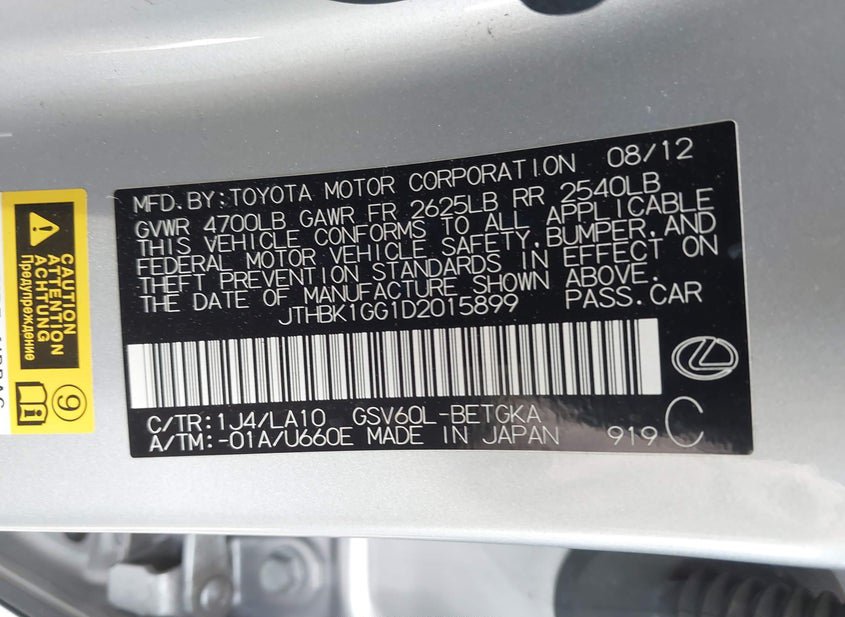 MFD.BY:TOYOTA MOTOR CORPORATION 08/12
GVWR 4700LB GAWR FR 2625LB RR 2540LB
THIS VEHICLE CONFORMS TO ALL APPLICABLE
FEDERAL MOTOR VEHICLE SAFETY,BUMPER,AND
THEFT PREVENTION STANDARDS IN EFFECT ON
THE DATE OF MANUFACTURE SHOWN ABOVE.
JTHBK1GG1D2015899 PASS.CAR
C/TR:1J4/LA10 GSV60L-BETGKA
A/TM:-01A/U660E MADE IN JAPAN 919 C
CAUTION
ATTENTION
ACHTUNG
Предупреждение
i
9